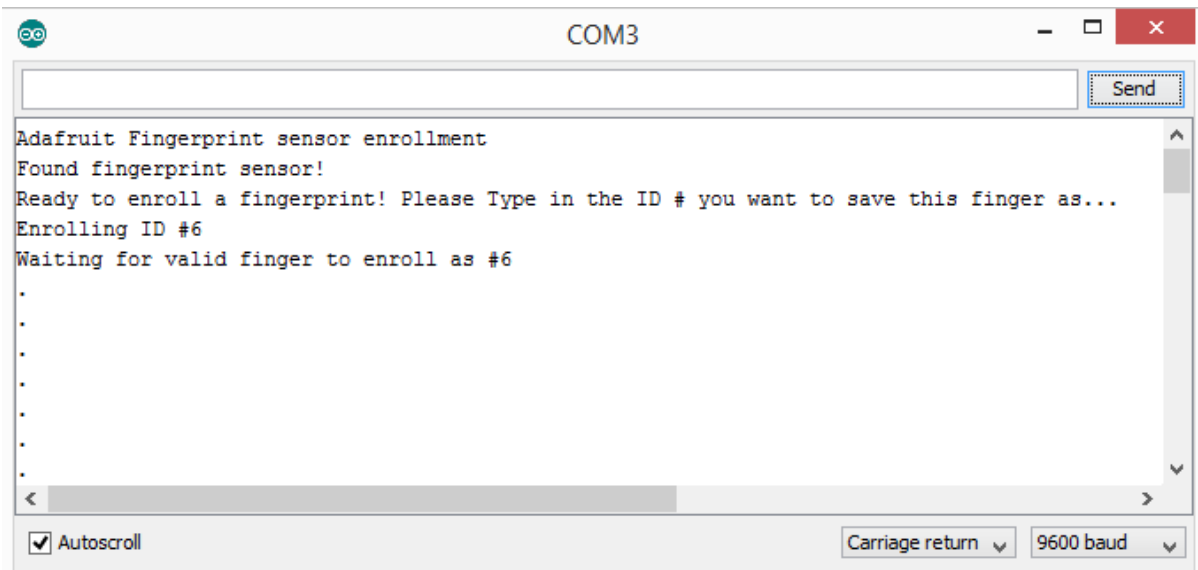 COM3
Send
Adafruit Fingerprint sensor enrollment
Found fingerprint sensor!
Ready to enroll a fingerprint! Please Type in the ID # you want to save this finger as...
Enrolling ID #6
Waiting for valid finger to enroll as #6
.
.
.
.
.
.
.
Autoscroll
Carriage return
9600 baud